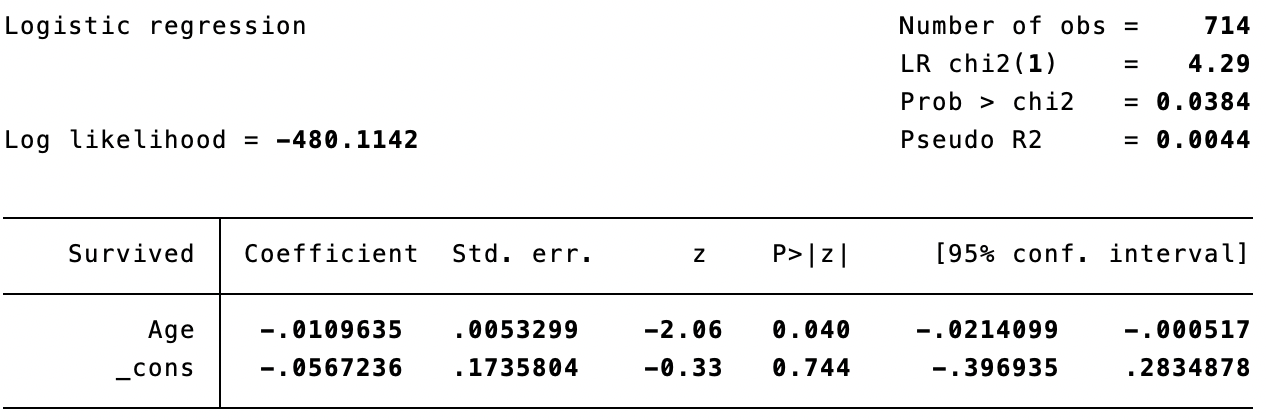 Logistic regression Number of obs = 714
LR chi2(1) = 4.29
Prob > chi2 = 0.0384
Log likelihood = -480.1142 Pseudo R2 = 0.0044
Survived Coefficient Std. err. z P>|z| [95% conf. interval]
Age -.0109635 .0053299 -2.06 0.040 -.0214099 -.000517
_cons -.0567236 .1735804 -0.33 0.744 -.396935 .2834878